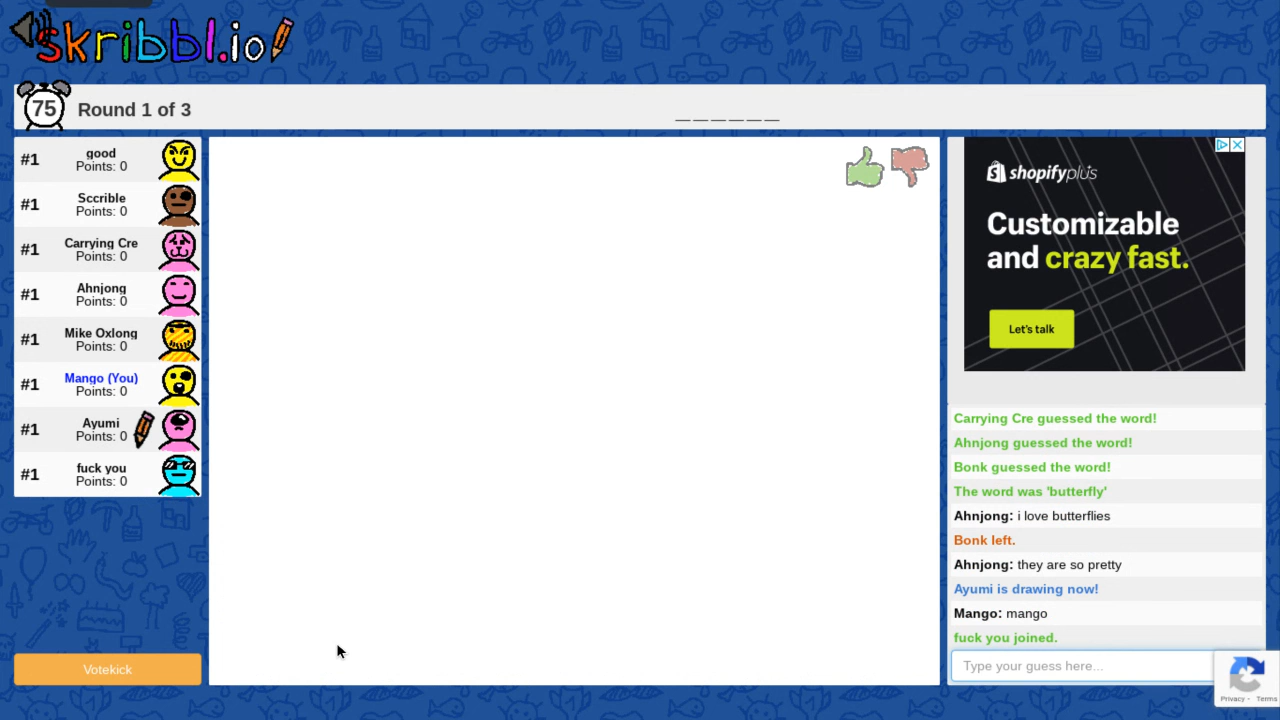 skribbl.io
75
Round 1 of 3
______
#1
good
Points: 0
#1
Sccrible
Points: 0
#1
Carrying Cre
Points: 0
#1
Ahnjong
Points: 0
#1
Mike Oxlong
Points: 0
#1
Mango (You)
Points: 0
#1
Ayumi
Points: 0
#1
fuck you
Points: 0
Votekick
shopifyplus
Customizable
and crazy fast.
Let's talk
Carrying Cre guessed the word!
Ahnjong guessed the word!
Bonk guessed the word!
The word was 'butterfly'
Ahnjong: i love butterflies
Bonk left.
Ahnjong: they are so pretty
Ayumi is drawing now!
Mango: mango
fuck you joined.
Type your guess here...
Privacy - Terms